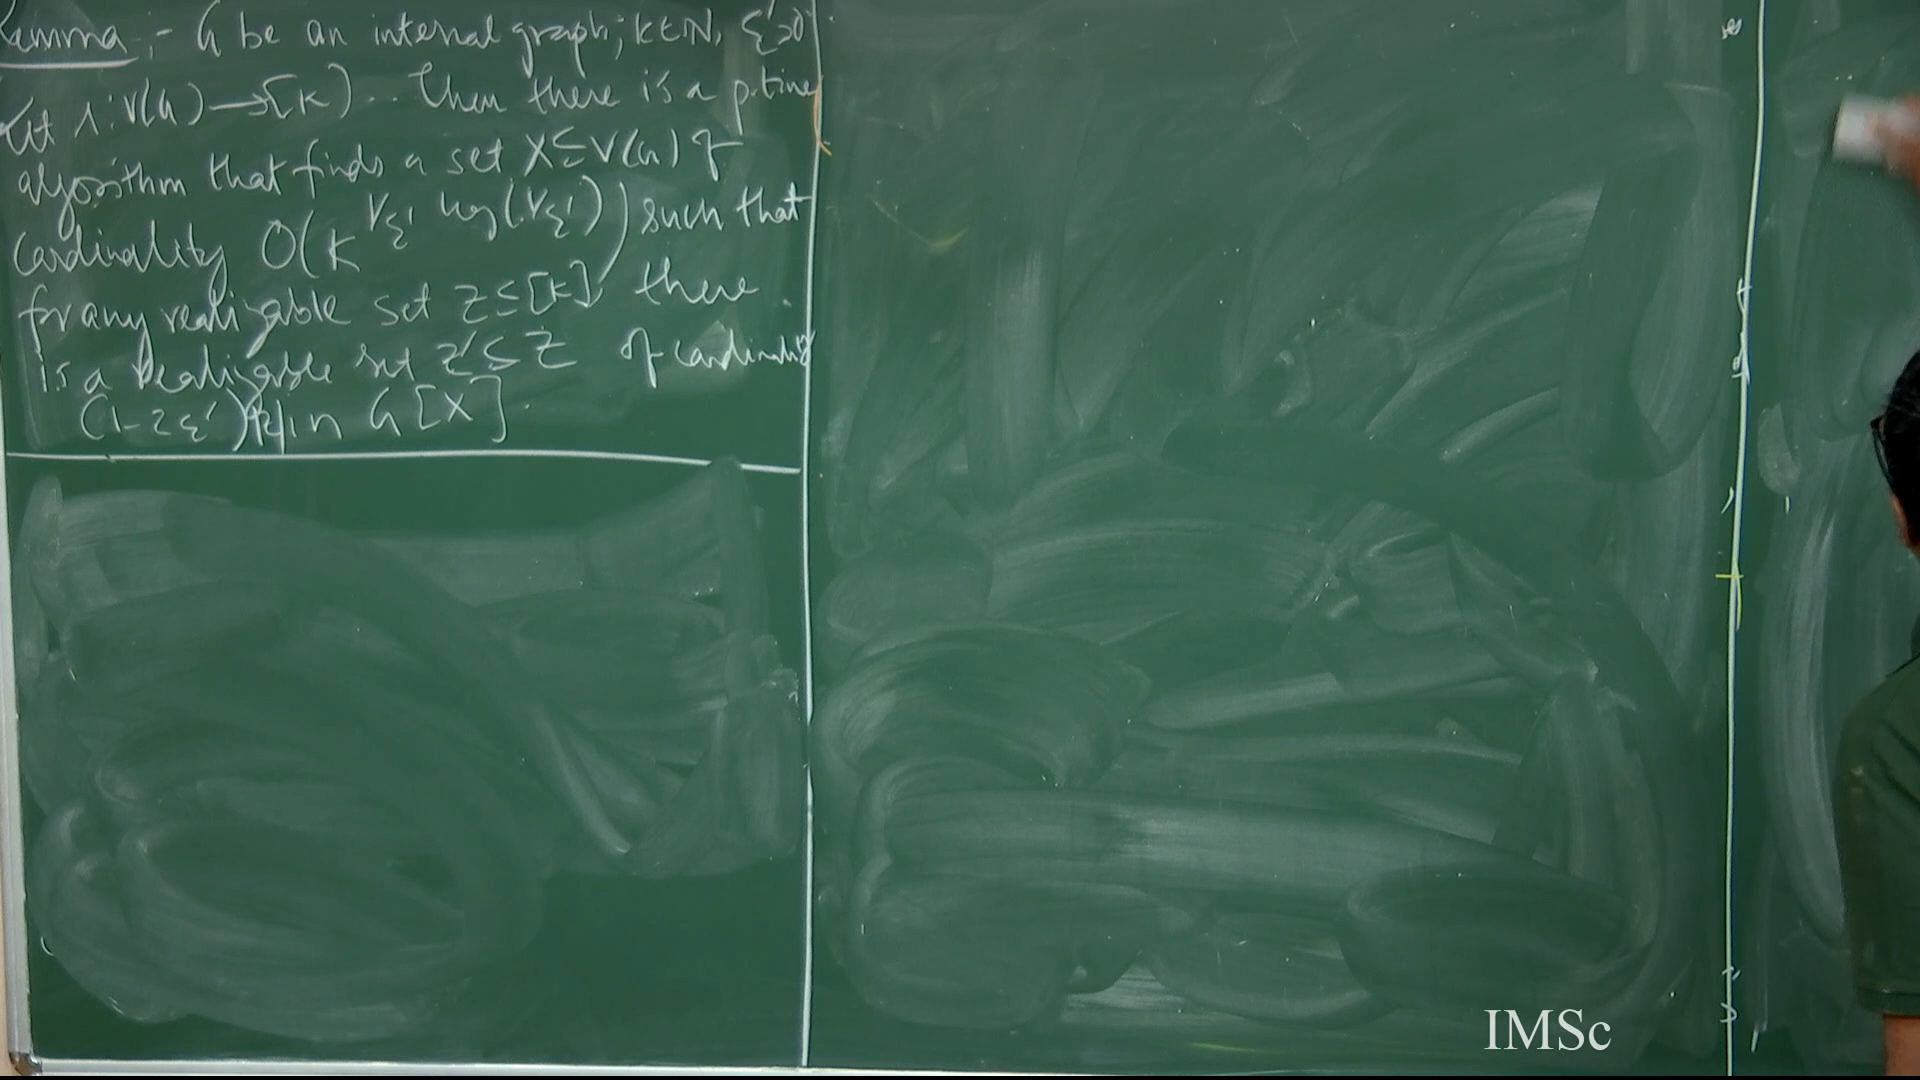 Lemma :- G be an interval graph; k∈ℕ, ε'>0.
Let λ: V(G) → [k]. Then there is a p-time
algorithm that finds a set X ⊆ V(G) of
cardinality O(k^{1/ε'} log(1/ε')) such that
for any realizable set Z ⊆ [k] there
is a realizable set Z' ⊆ Z of cardinality
(1-2ε')|Z| in G[X].
IMSc